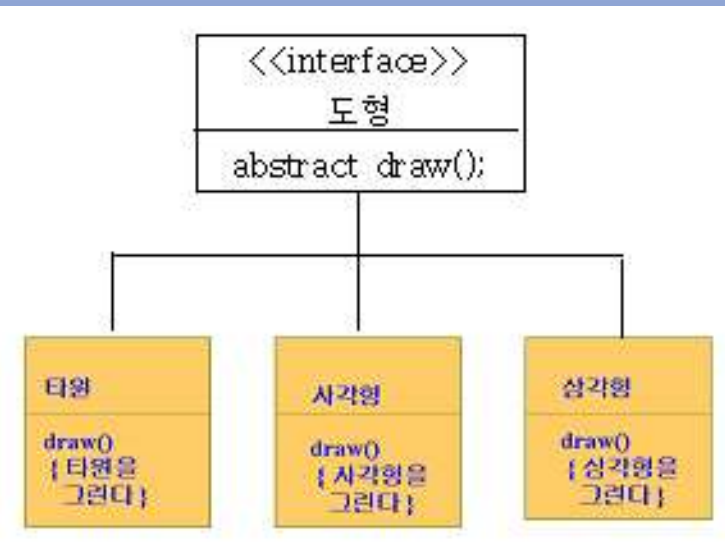 <<interface>>
도형
abstract draw();
타원
draw()
{ 타원을
그린다 }
사각형
draw()
{ 사각형을
그린다 }
삼각형
draw()
{ 삼각형을
그린다 }